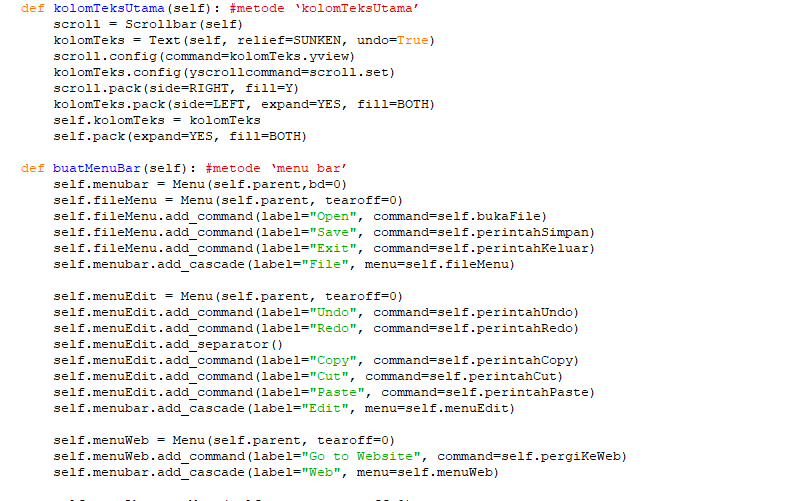 def kolomTeksUtama(self): #metode ‘kolomTeksUtama’
    scroll = Scrollbar(self)
    kolomTeks = Text(self, relief=SUNKEN, undo=True)
    scroll.config(command=kolomTeks.yview)
    kolomTeks.config(yscrollcommand=scroll.set)
    scroll.pack(side=RIGHT, fill=Y)
    kolomTeks.pack(side=LEFT, expand=YES, fill=BOTH)
    self.kolomTeks = kolomTeks
    self.pack(expand=YES, fill=BOTH)

def buatMenuBar(self): #metode ‘menu bar’
    self.menubar = Menu(self.parent,bd=0)
    self.fileMenu = Menu(self.parent, tearoff=0)
    self.fileMenu.add_command(label="Open", command=self.bukaFile)
    self.fileMenu.add_command(label="Save", command=self.perintahSimpan)
    self.fileMenu.add_command(label="Exit", command=self.perintahKeluar)
    self.menubar.add_cascade(label="File", menu=self.fileMenu)

    self.menuEdit = Menu(self.parent, tearoff=0)
    self.menuEdit.add_command(label="Undo", command=self.perintahUndo)
    self.menuEdit.add_command(label="Redo", command=self.perintahRedo)
    self.menuEdit.add_separator()
    self.menuEdit.add_command(label="Copy", command=self.perintahCopy)
    self.menuEdit.add_command(label="Cut", command=self.perintahCut)
    self.menuEdit.add_command(label="Paste", command=self.perintahPaste)
    self.menubar.add_cascade(label="Edit", menu=self.menuEdit)

    self.menuWeb = Menu(self.parent, tearoff=0)
    self.menuWeb.add_command(label="Go to Website", command=self.pergiKeWeb)
    self.menubar.add_cascade(label="Web", menu=self.menuWeb)